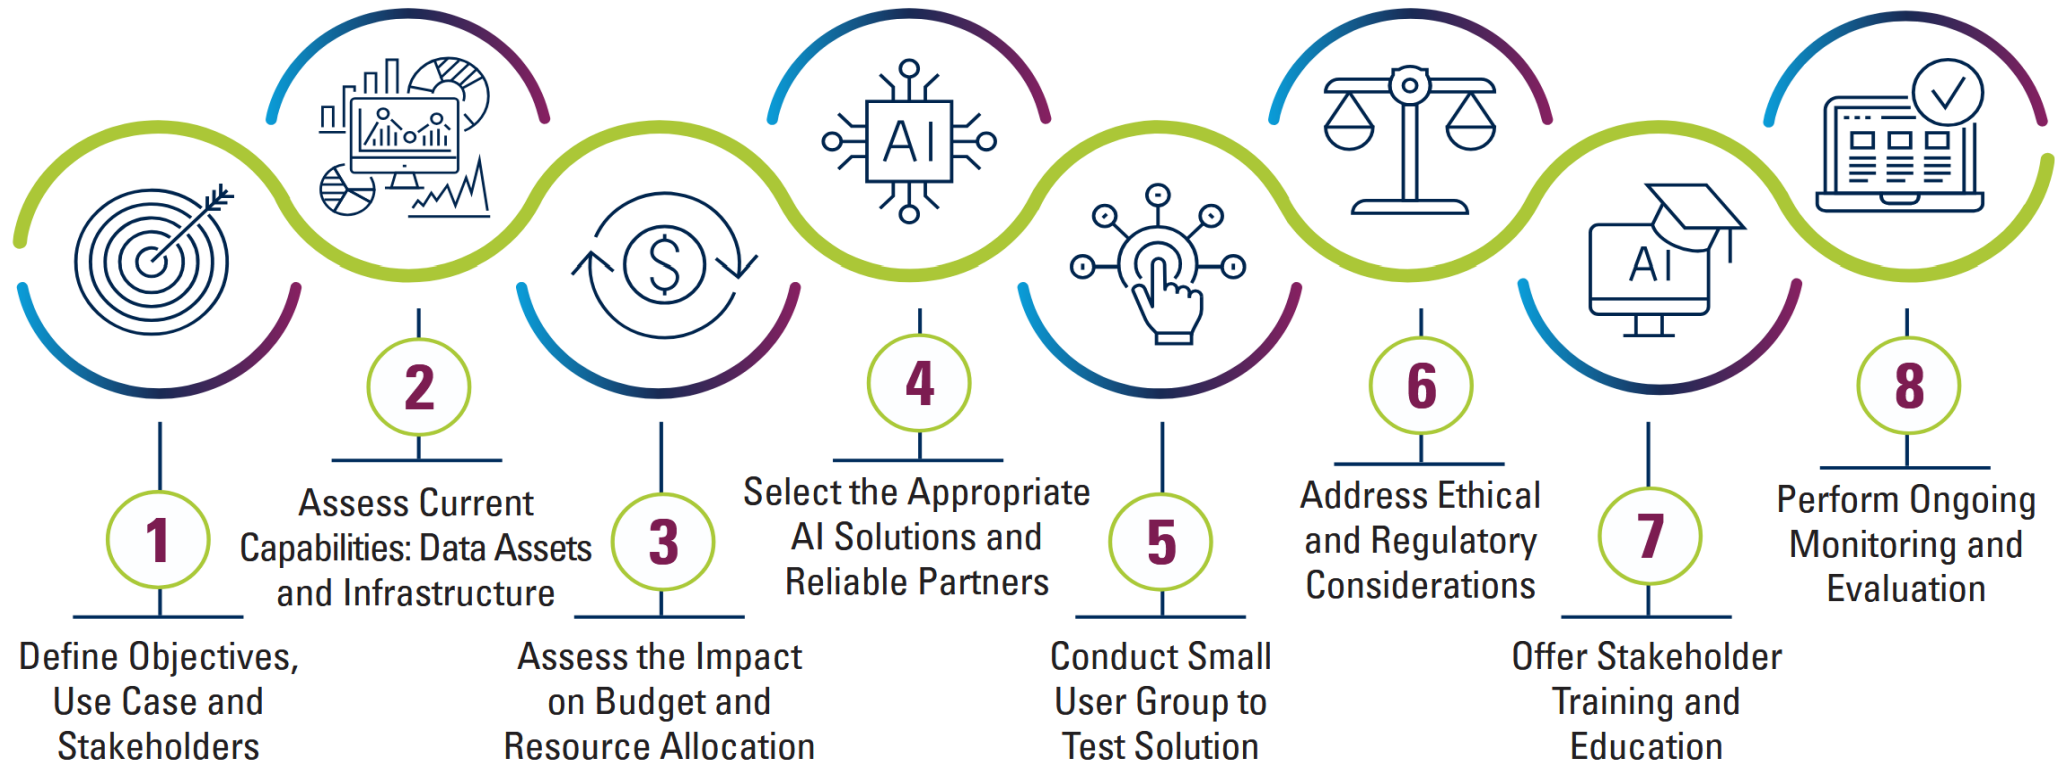 1
Define Objectives,
Use Case and
Stakeholders
2
Assess Current
Capabilities: Data Assets
and Infrastructure
$
3
Assess the Impact
on Budget and
Resource Allocation
AI
4
Select the Appropriate
AI Solutions and
Reliable Partners
5
Conduct Small
User Group to
Test Solution
6
Address Ethical
and Regulatory
Considerations
AI
7
Offer Stakeholder
Training and
Education
8
Perform Ongoing
Monitoring and
Evaluation